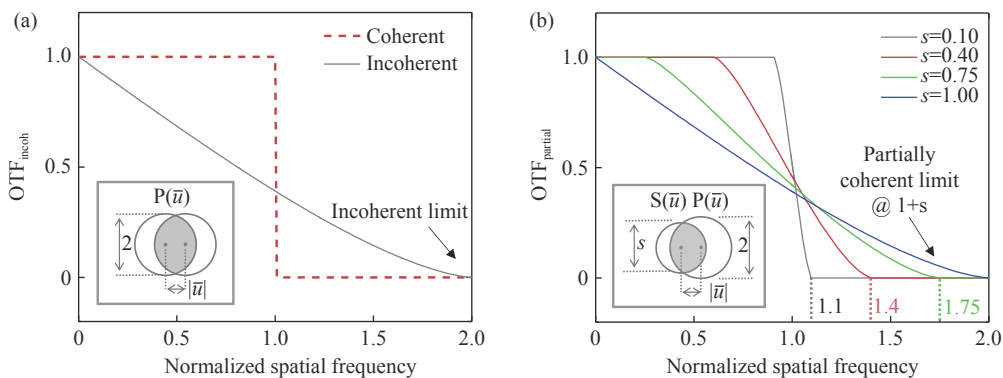 (a)
1.0
0.5
0
OTFincoh
Coherent
Incoherent
P(u̅)
2
|u̅|
Incoherent limit
0
0.5
1.0
1.5
2.0
Normalized spatial frequency
(b)
1.0
0.5
0
OTFpartial
s=0.10
s=0.40
s=0.75
s=1.00
S(u̅) P(u̅)
s
2
|u̅|
Partially
coherent limit
@ 1+s
1.1
1.4
1.75
0
0.5
1.0
1.5
2.0
Normalized spatial frequency